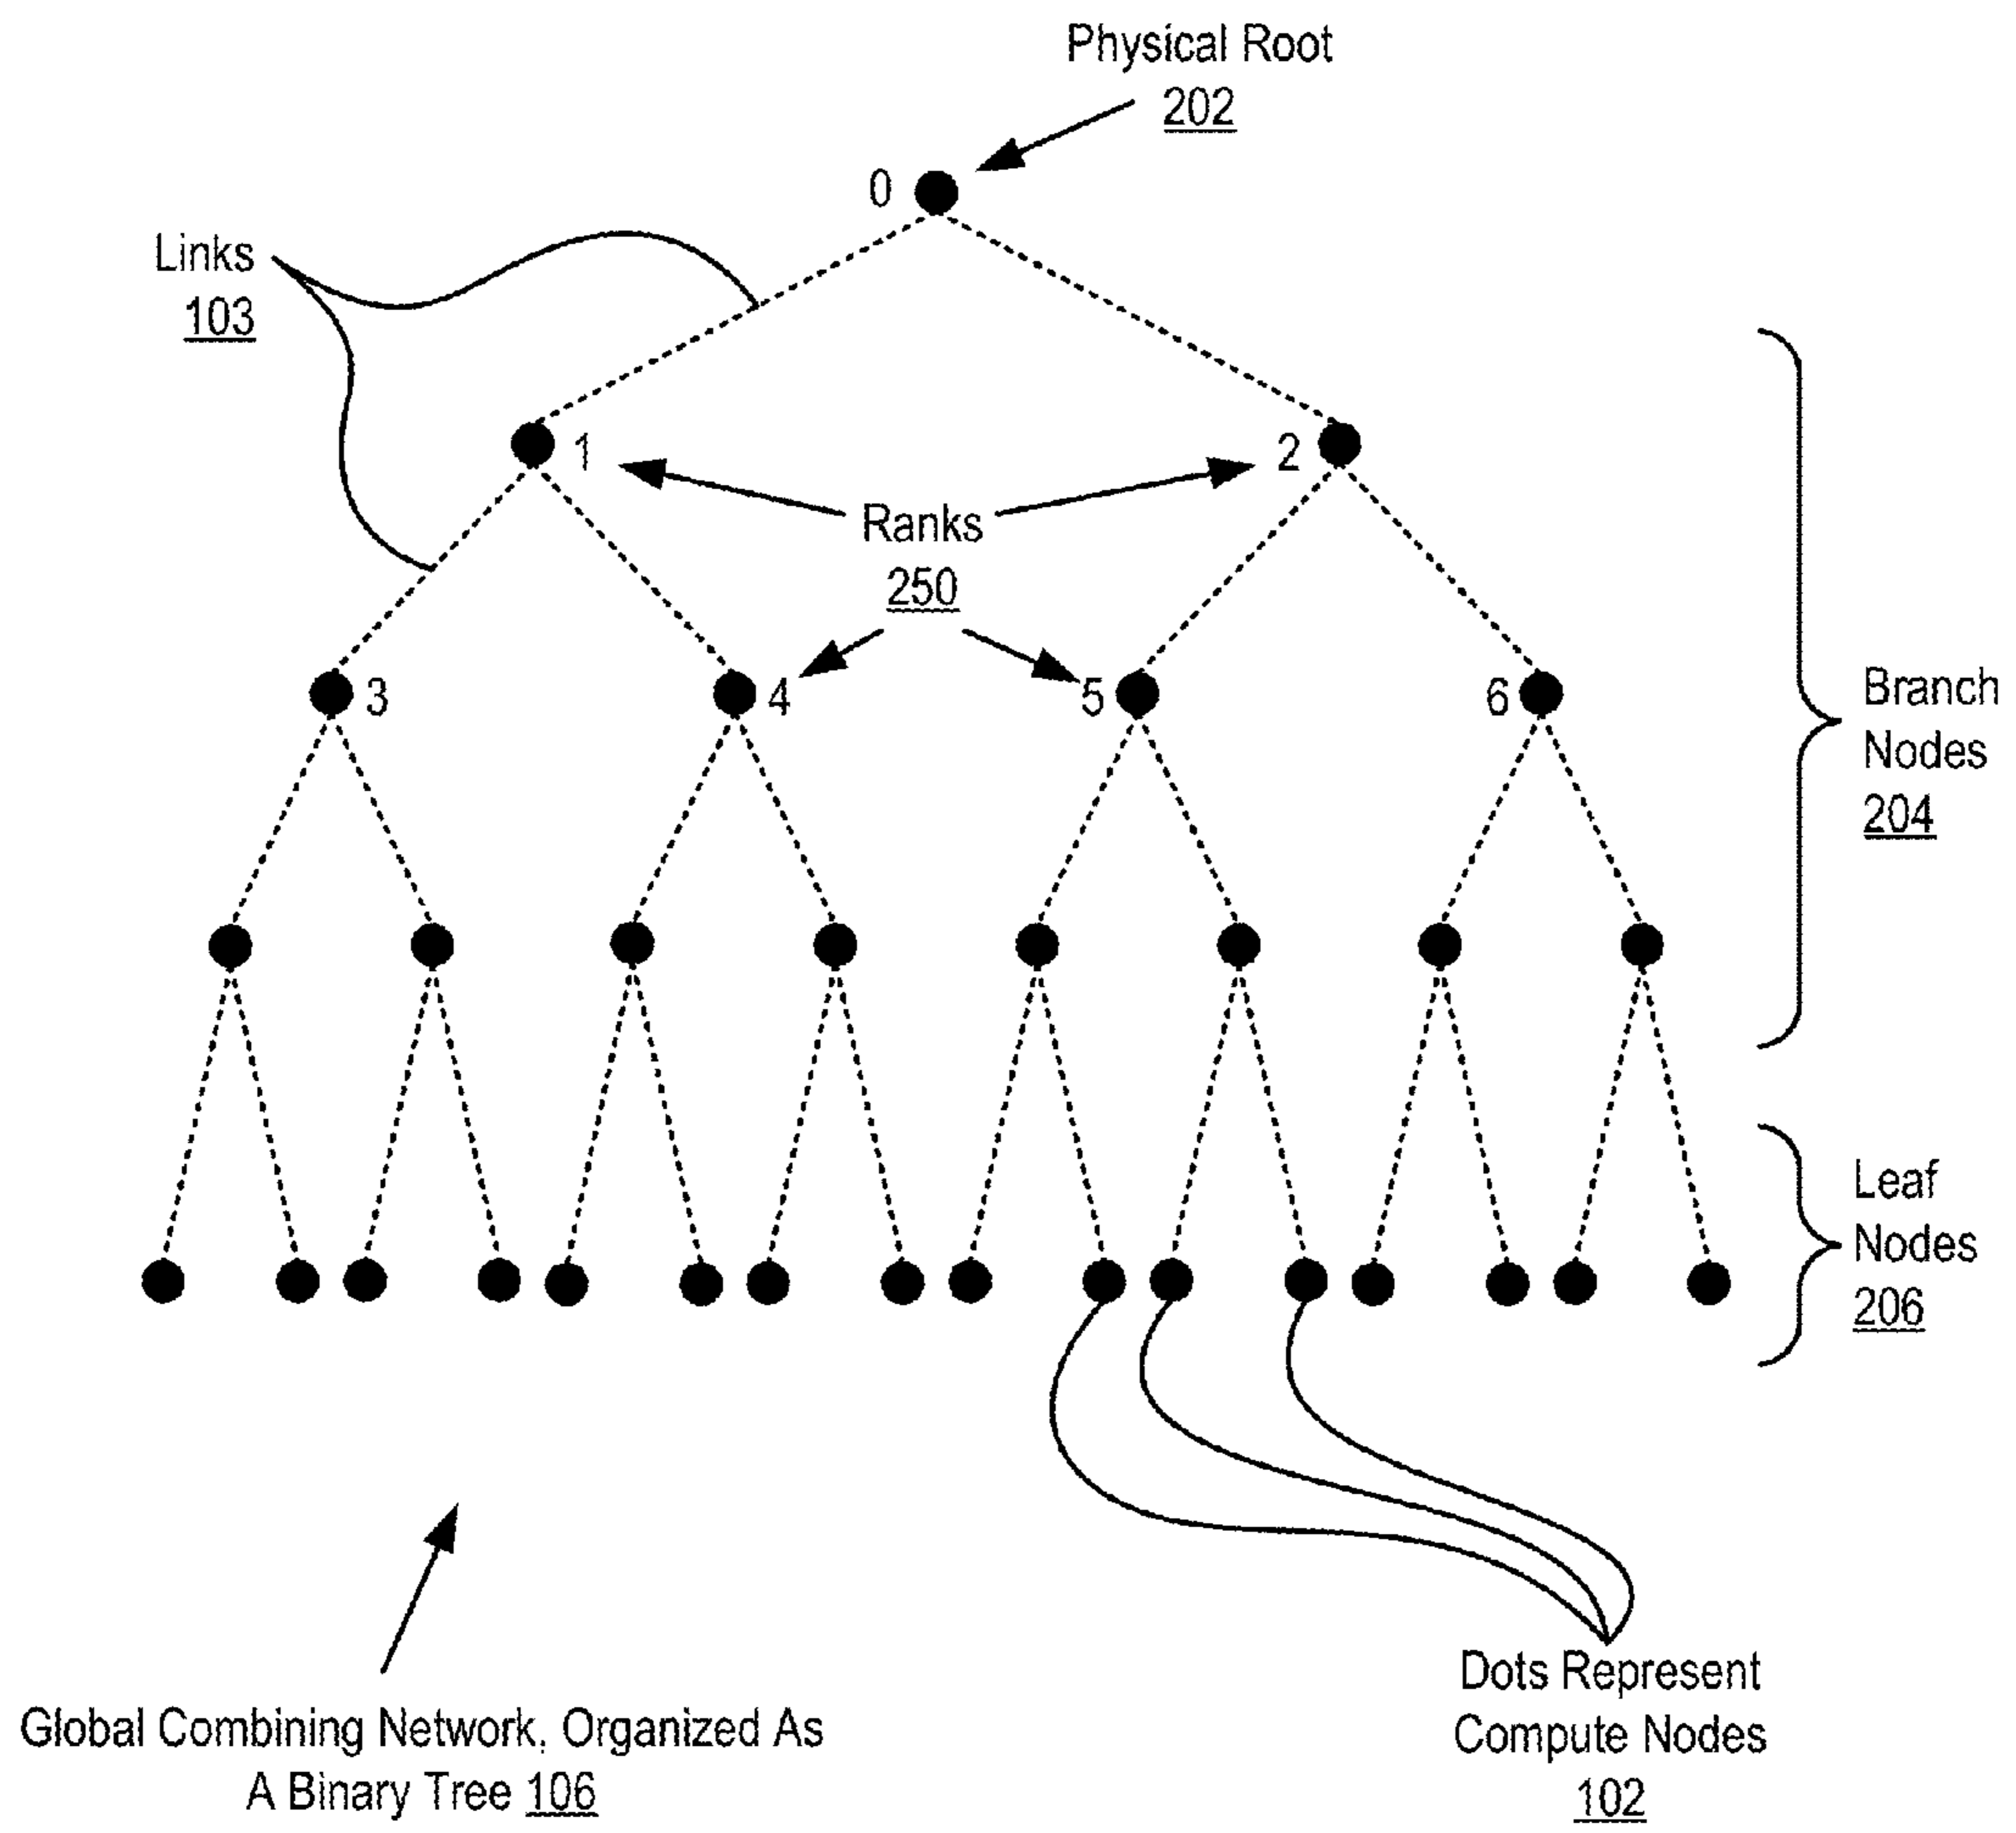 Physical Root
202
0
Links
103
1
2
Ranks
250
3
4
5
6
Branch
Nodes
204
Leaf
Nodes
206
Dots Represent
Compute Nodes
102
Global Combining Network, Organized As
A Binary Tree 106